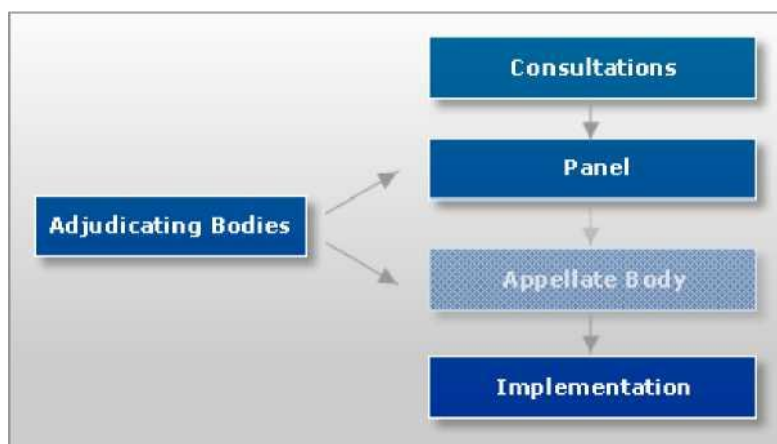 Consultations
Panel
Adjudicating Bodies
Appellate Body
Implementation